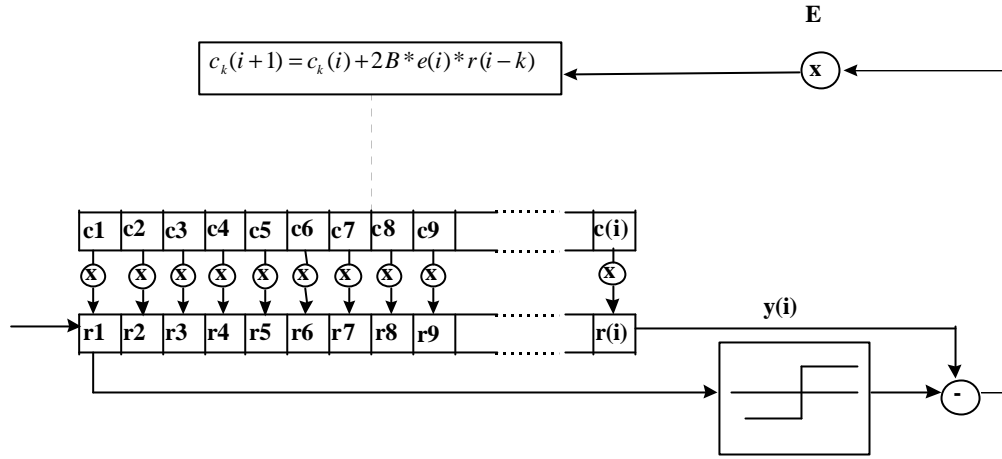 E
c_k(i+1) = c_k(i) + 2B * e(i) * r(i-k)
x
c1 c2 c3 c4 c5 c6 c7 c8 c9 c(i)
x x x x x x x x x x
y(i)
r1 r2 r3 r4 r5 r6 r7 r8 r9 r(i)
-